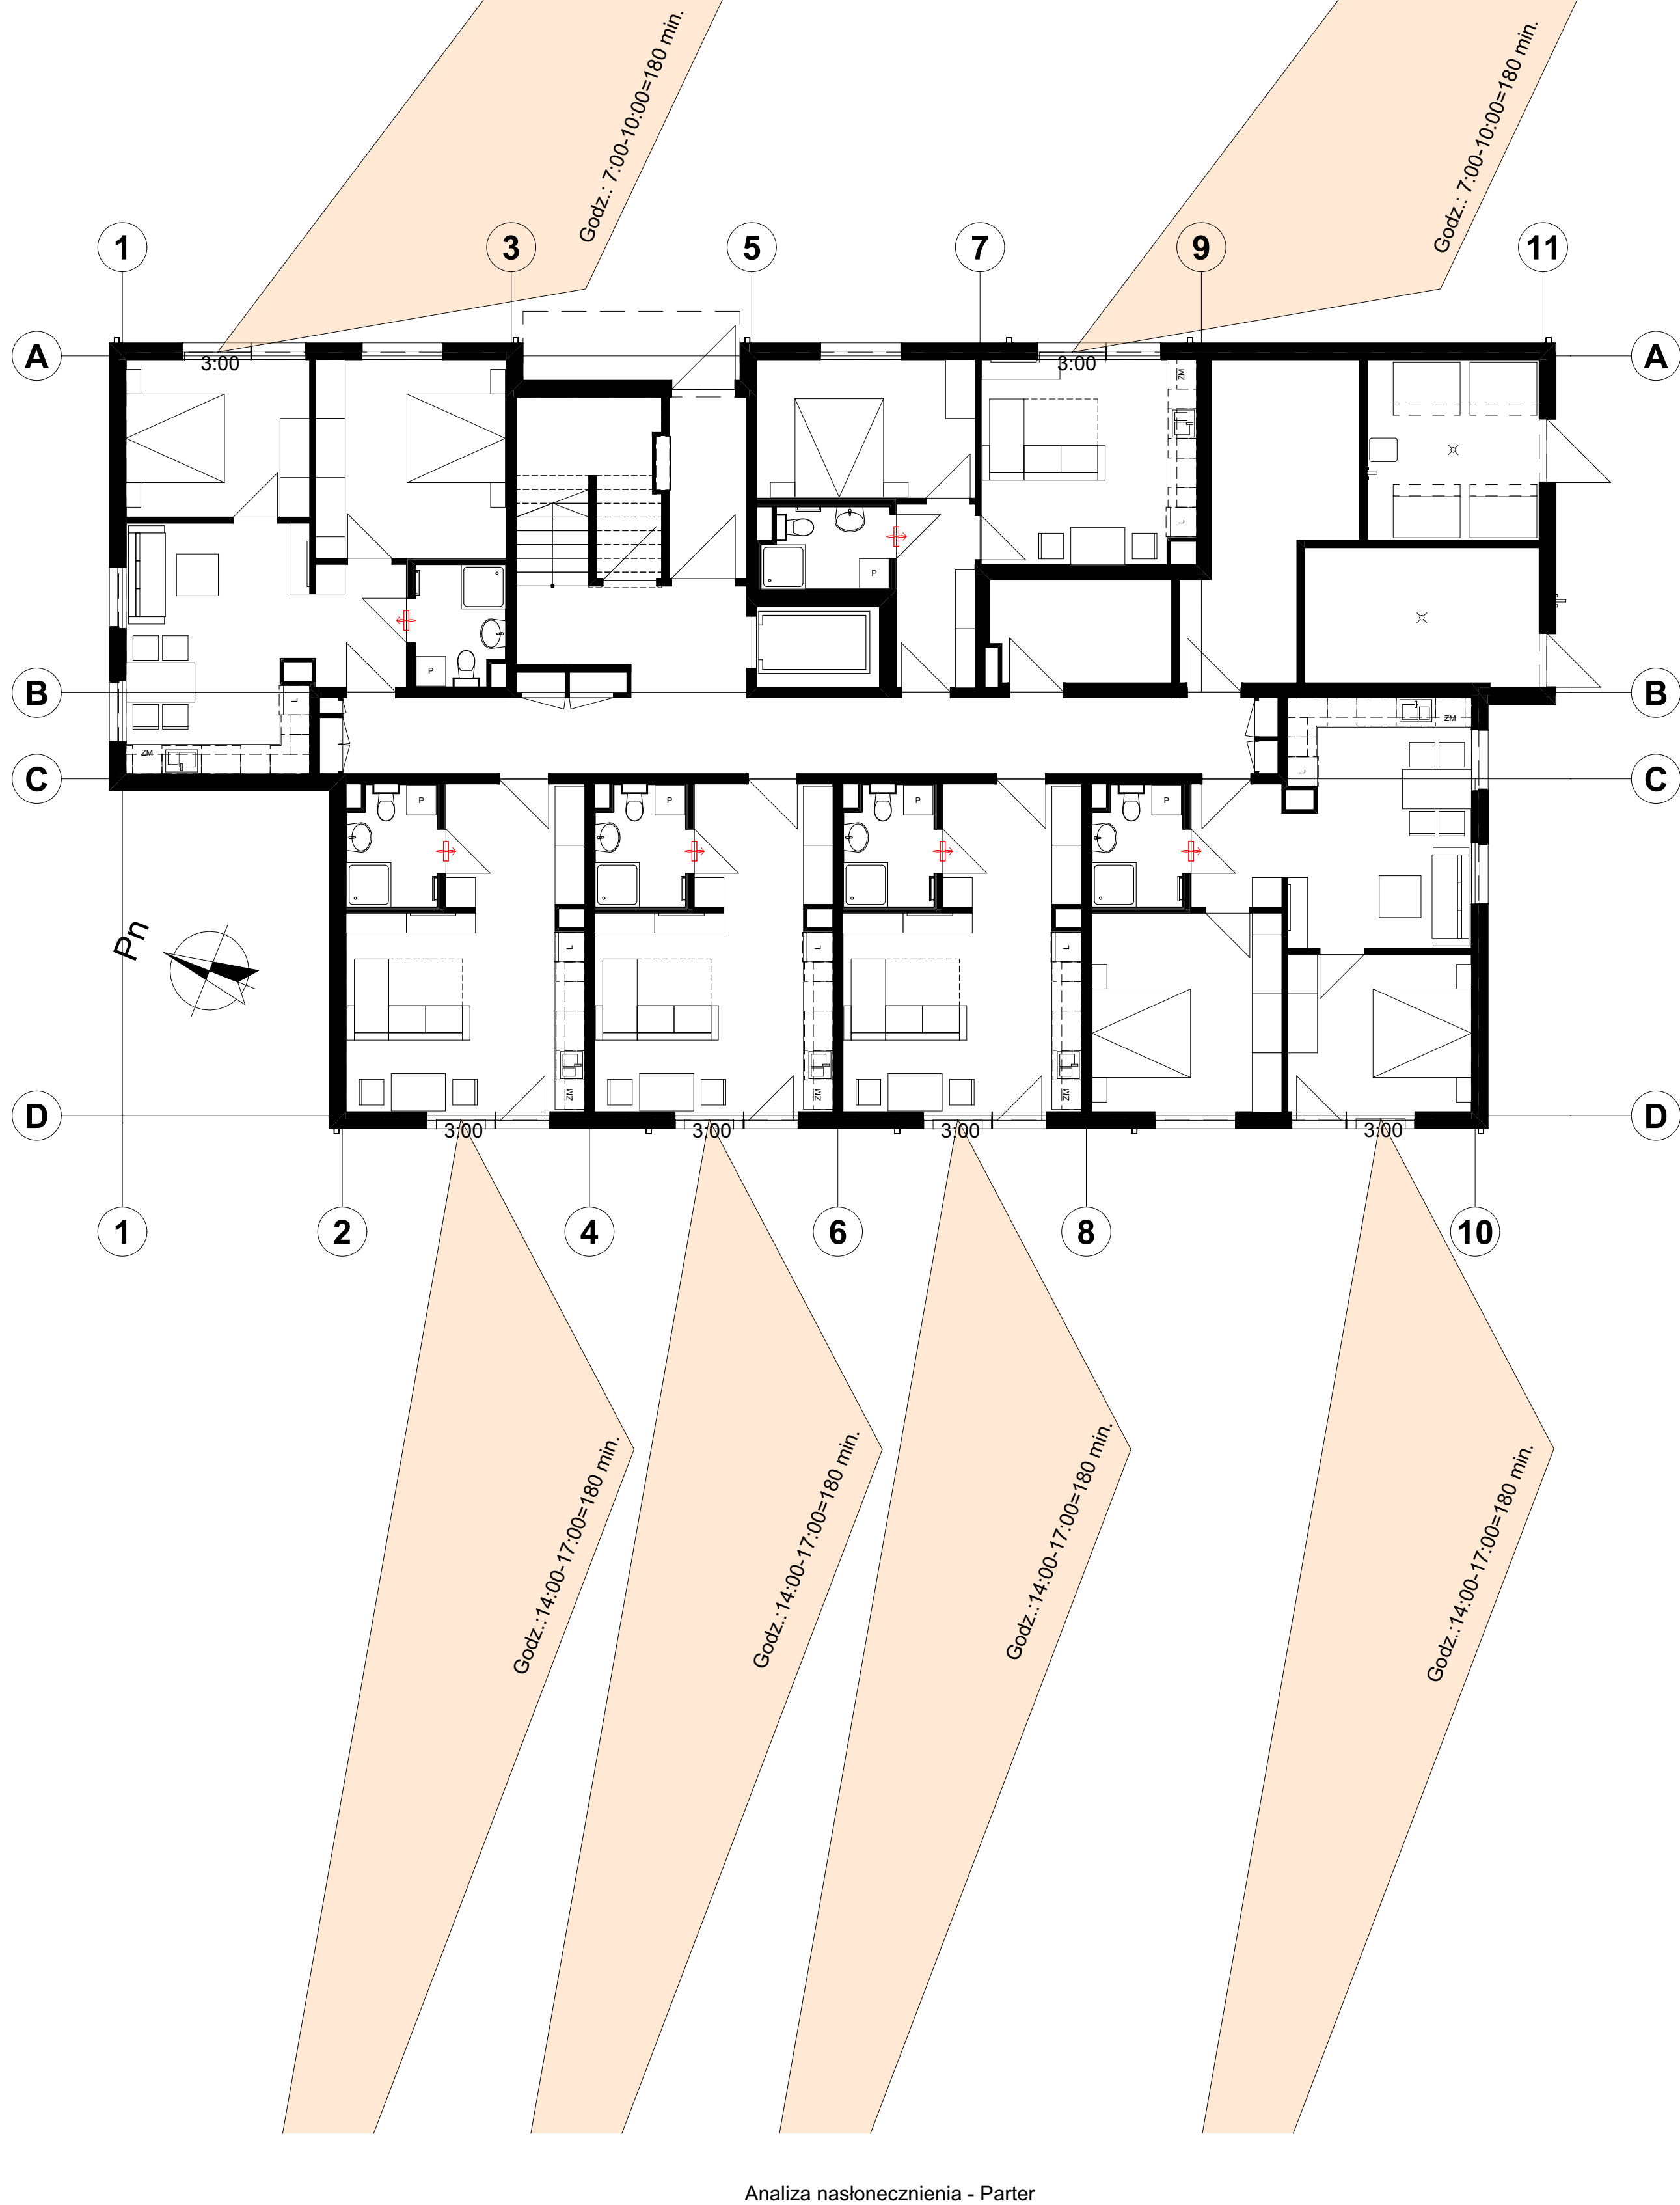 Godz.: 7:00-10:00=180 min.
Godz.: 7:00-10:00=180 min.
1
3
5
7
9
11
A
3:00
3:00
A
ZM
L
P
P
B
L
ZM
B
C
ZM
L
C
P
P
P
P
Pn
L
L
L
ZM
ZM
ZM
D
3:00
3:00
3:00
3:00
D
1
2
4
6
8
10
Godz.:14:00-17:00=180 min.
Godz.:14:00-17:00=180 min.
Godz.:14:00-17:00=180 min.
Godz.:14:00-17:00=180 min.
Analiza nasłonecznienia - Parter